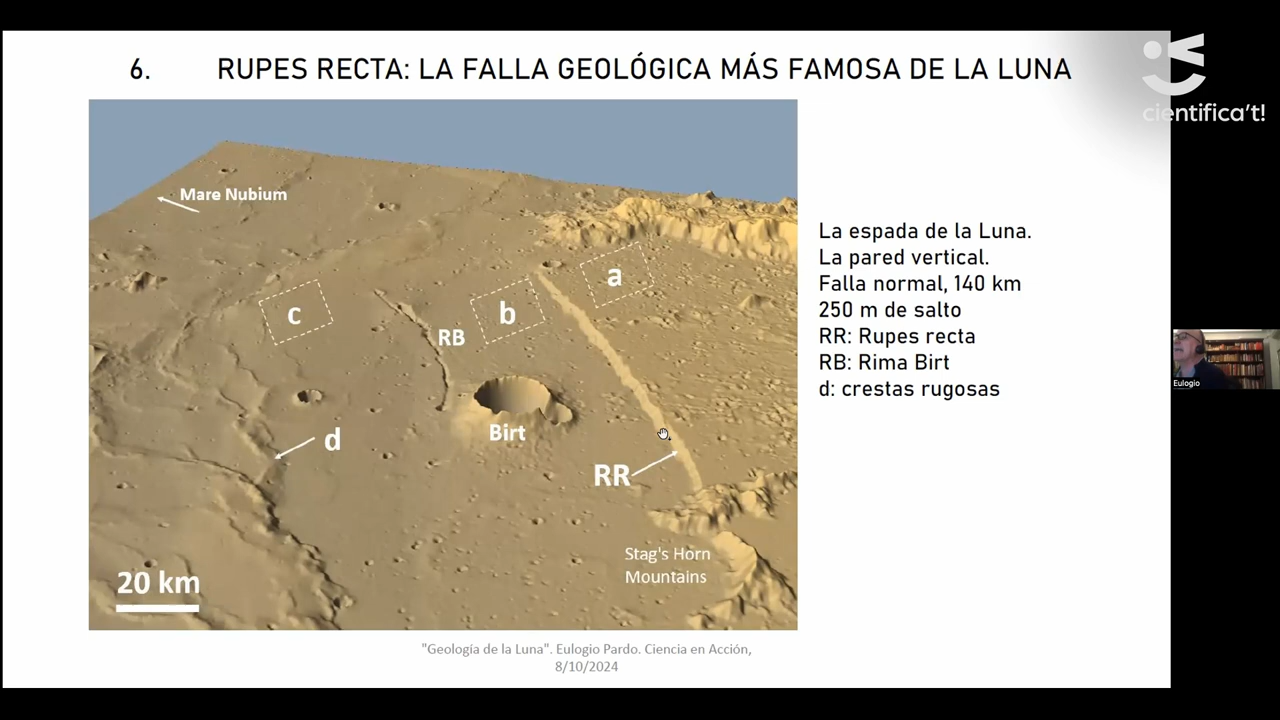 6. RUPES RECTA: LA FALLA GEOLÓGICA MÁS FAMOSA DE LA LUNA
cientifica't!
Mare Nubium
a
c
b
RB
Birt
d
RR
Stag's Horn
Mountains
20 km
La espada de la Luna.
La pared vertical.
Falla normal, 140 km
250 m de salto
RR: Rupes recta
RB: Rima Birt
d: crestas rugosas
Eulogio
"Geología de la Luna". Eulogio Pardo. Ciencia en Acción,
8/10/2024